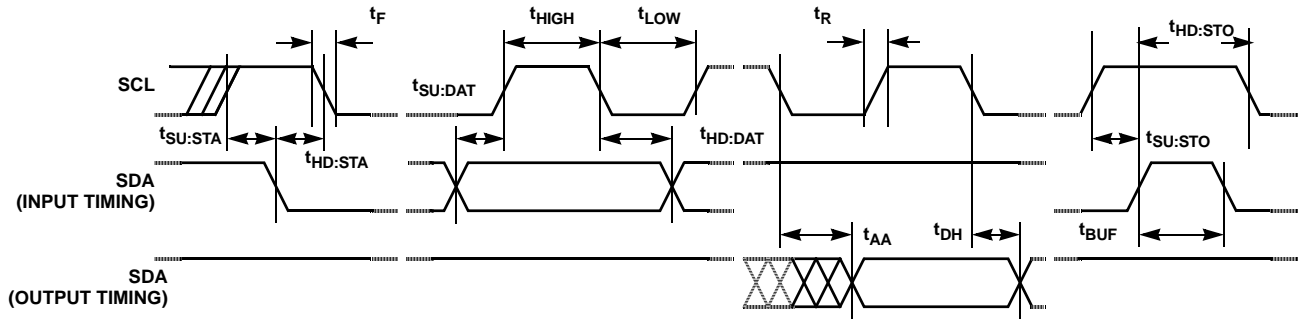 tF
tHIGH
tLOW
tR
tHD:STO
SCL
tSU:DAT
tSU:STA
tHD:STA
tHD:DAT
tSU:STO
SDA
(INPUT TIMING)
tAA
tDH
tBUF
SDA
(OUTPUT TIMING)